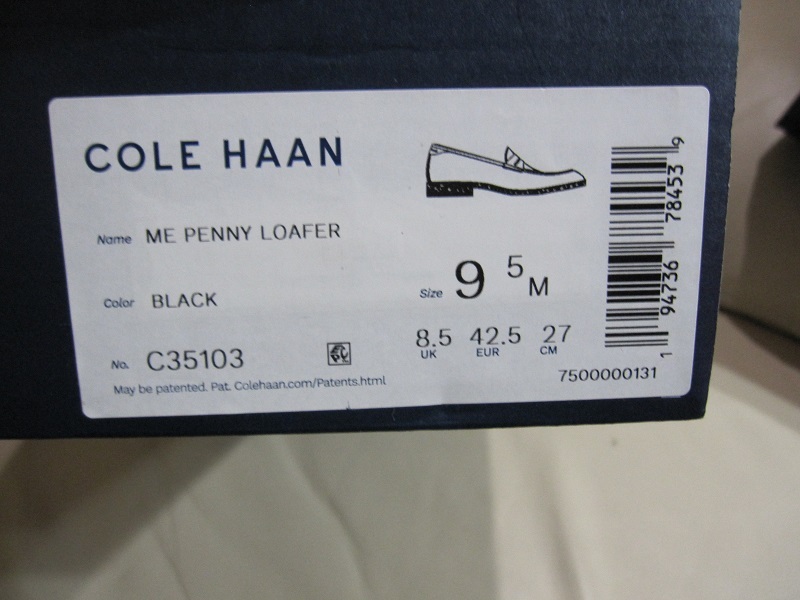 COLE HAAN
Name ME PENNY LOAFER
Color BLACK
Size 9 5 M
No. C35103
8.5 42.5 27
UK EUR CM
May be patented. Pat. Colehaan.com/Patents.html
7500000131
1 94736 78453 9